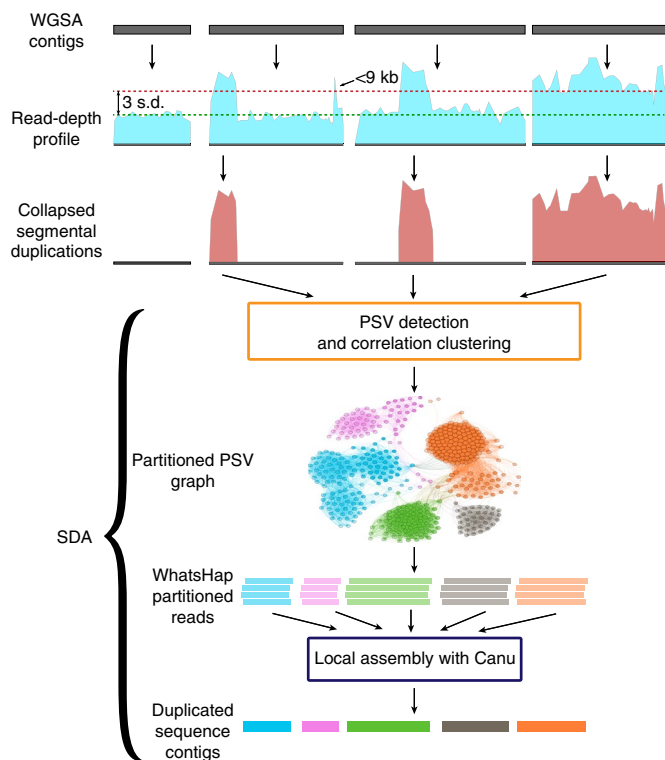 WGSA
contigs
<9 kb
3 s.d.
Read-depth
profile
Collapsed
segmental
duplications
PSV detection
and correlation clustering
Partitioned PSV
graph
SDA
WhatsHap
partitioned
reads
Local assembly with Canu
Duplicated
sequence
contigs